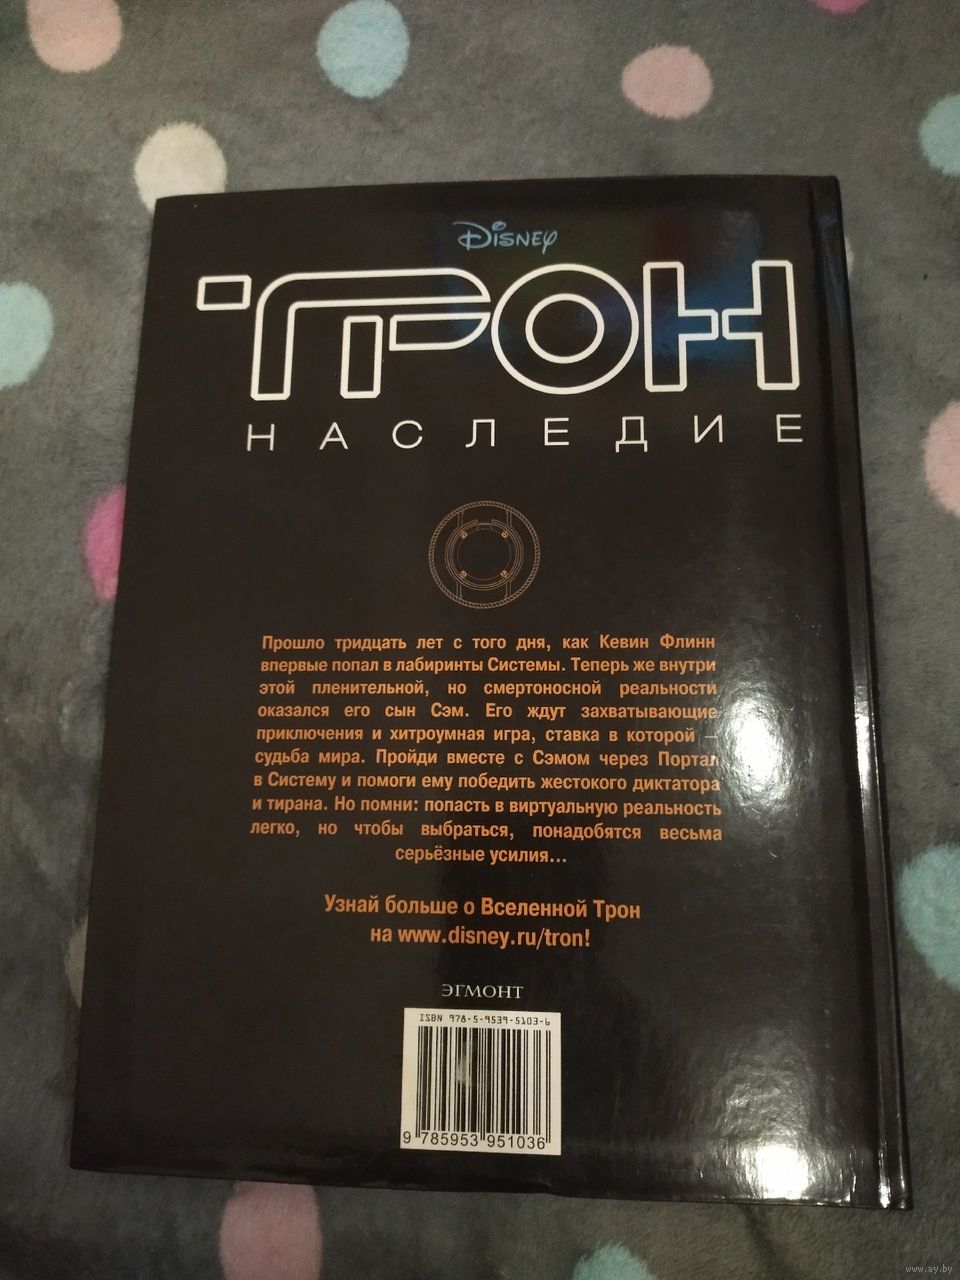 Disney
ТРОН
НАСЛЕДИЕ
Прошло тридцать лет с того дня, как Кевин Флинн
впервые попал в лабиринты Системы. Теперь же внутри
этой пленительной, но смертоносной реальности
оказался его сын Сэм. Его ждут захватывающие
приключения и хитроумная игра, ставка в которой –
судьба мира. Пройди вместе с Сэмом через Портал
в Систему и помоги ему победить жестокого диктатора
и тирана. Но помни: попасть в виртуальную реальность
легко, но чтобы выбраться, понадобятся весьма
серьёзные усилия...
Узнай больше о Вселенной Трон
на www.disney.ru/tron!
ЭГМОНТ
ISBN 978-5-9539-5103-6
9 785953 951036
www.ay.by